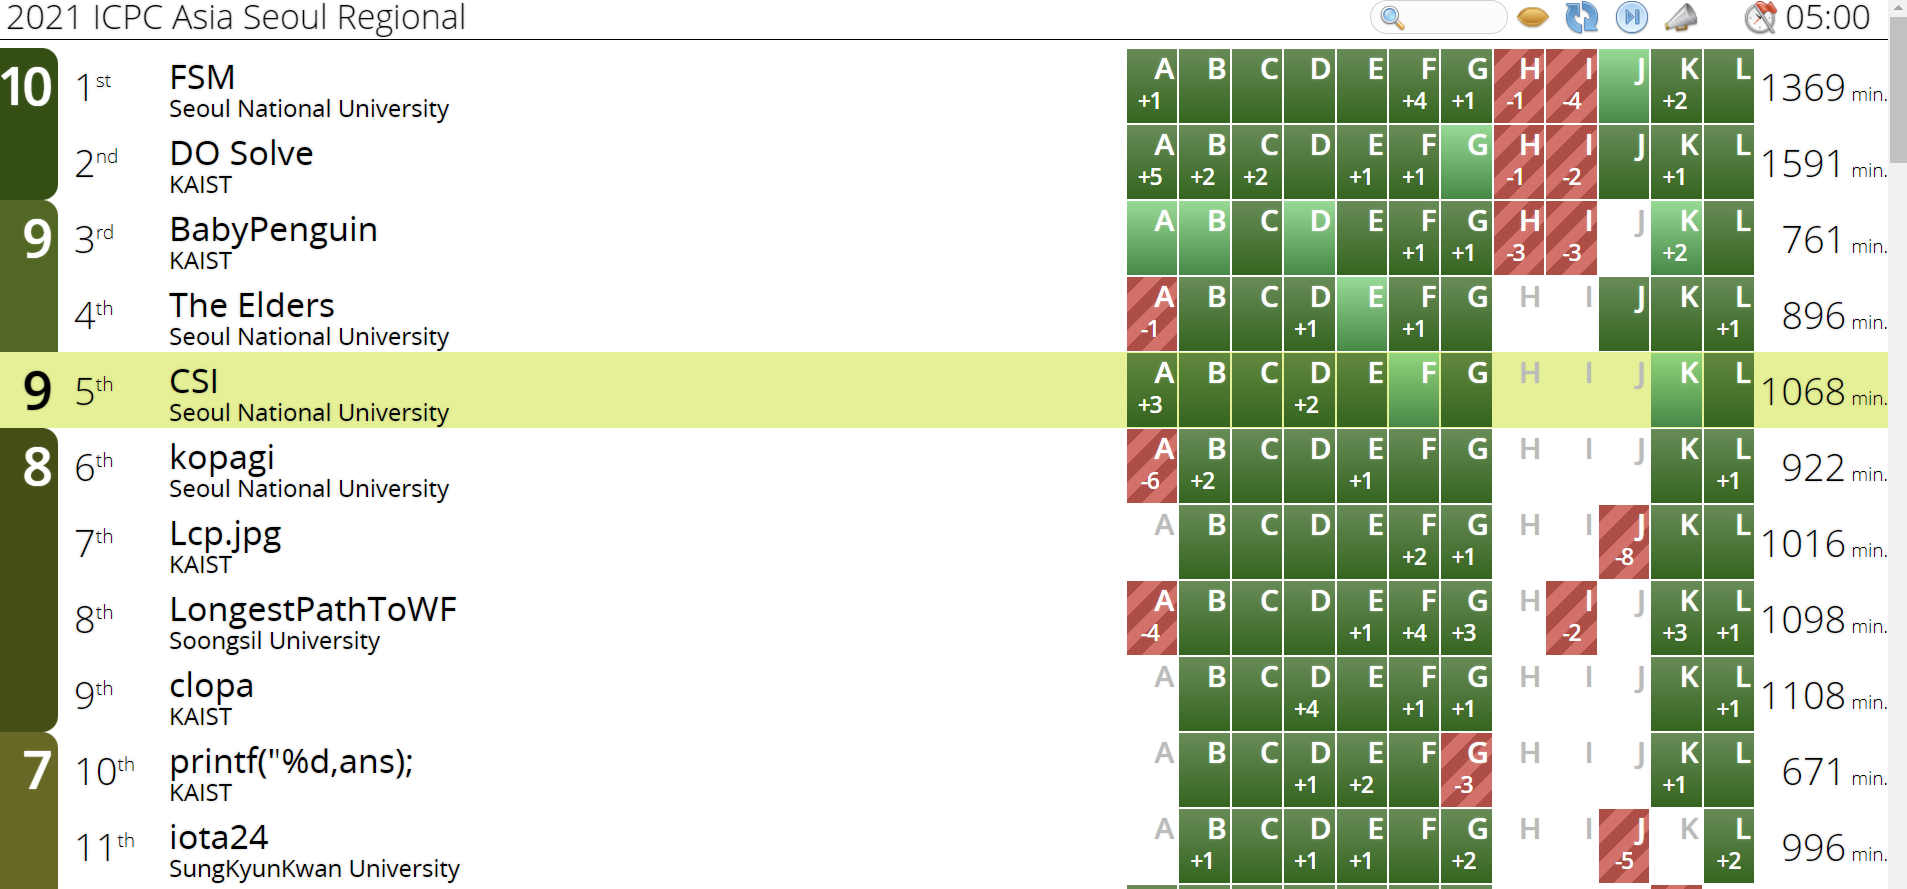 2021 ICPC Asia Seoul Regional 05:00
10 1st FSM A B C D E F G H I J K L 1369 min.
Seoul National University +1 +4 +1 -1 -4 +2
2nd DO Solve A B C D E F G H I J K L 1591 min.
KAIST +5 +2 +2 +1 +1 -1 -2 +1
9 3rd BabyPenguin A B C D E F G H I J K L 761 min.
KAIST +1 +1 -3 -3 +2
4th The Elders A B C D E F G H I J K L 896 min.
Seoul National University -1 +1 +1 +1
9 5th CSI A B C D E F G H I J K L 1068 min.
Seoul National University +3 +2
8 6th kopagi A B C D E F G H I J K L 922 min.
Seoul National University -6 +2 +1 +1
7th Lcp.jpg A B C D E F G H I J K L 1016 min.
KAIST +2 +1 -8
8th LongestPathToWF A B C D E F G H I J K L 1098 min.
Soongsil University -4 +1 +4 +3 -2 +3 +1
9th clopa A B C D E F G H I J K L 1108 min.
KAIST +4 +1 +1 +1
7 10th printf("%d,ans); A B C D E F G H I J K L 671 min.
KAIST +1 +2 -3 +1
11th iota24 A B C D E F G H I J K L 996 min.
SungKyunKwan University +1 +1 +1 +2 -5 +2